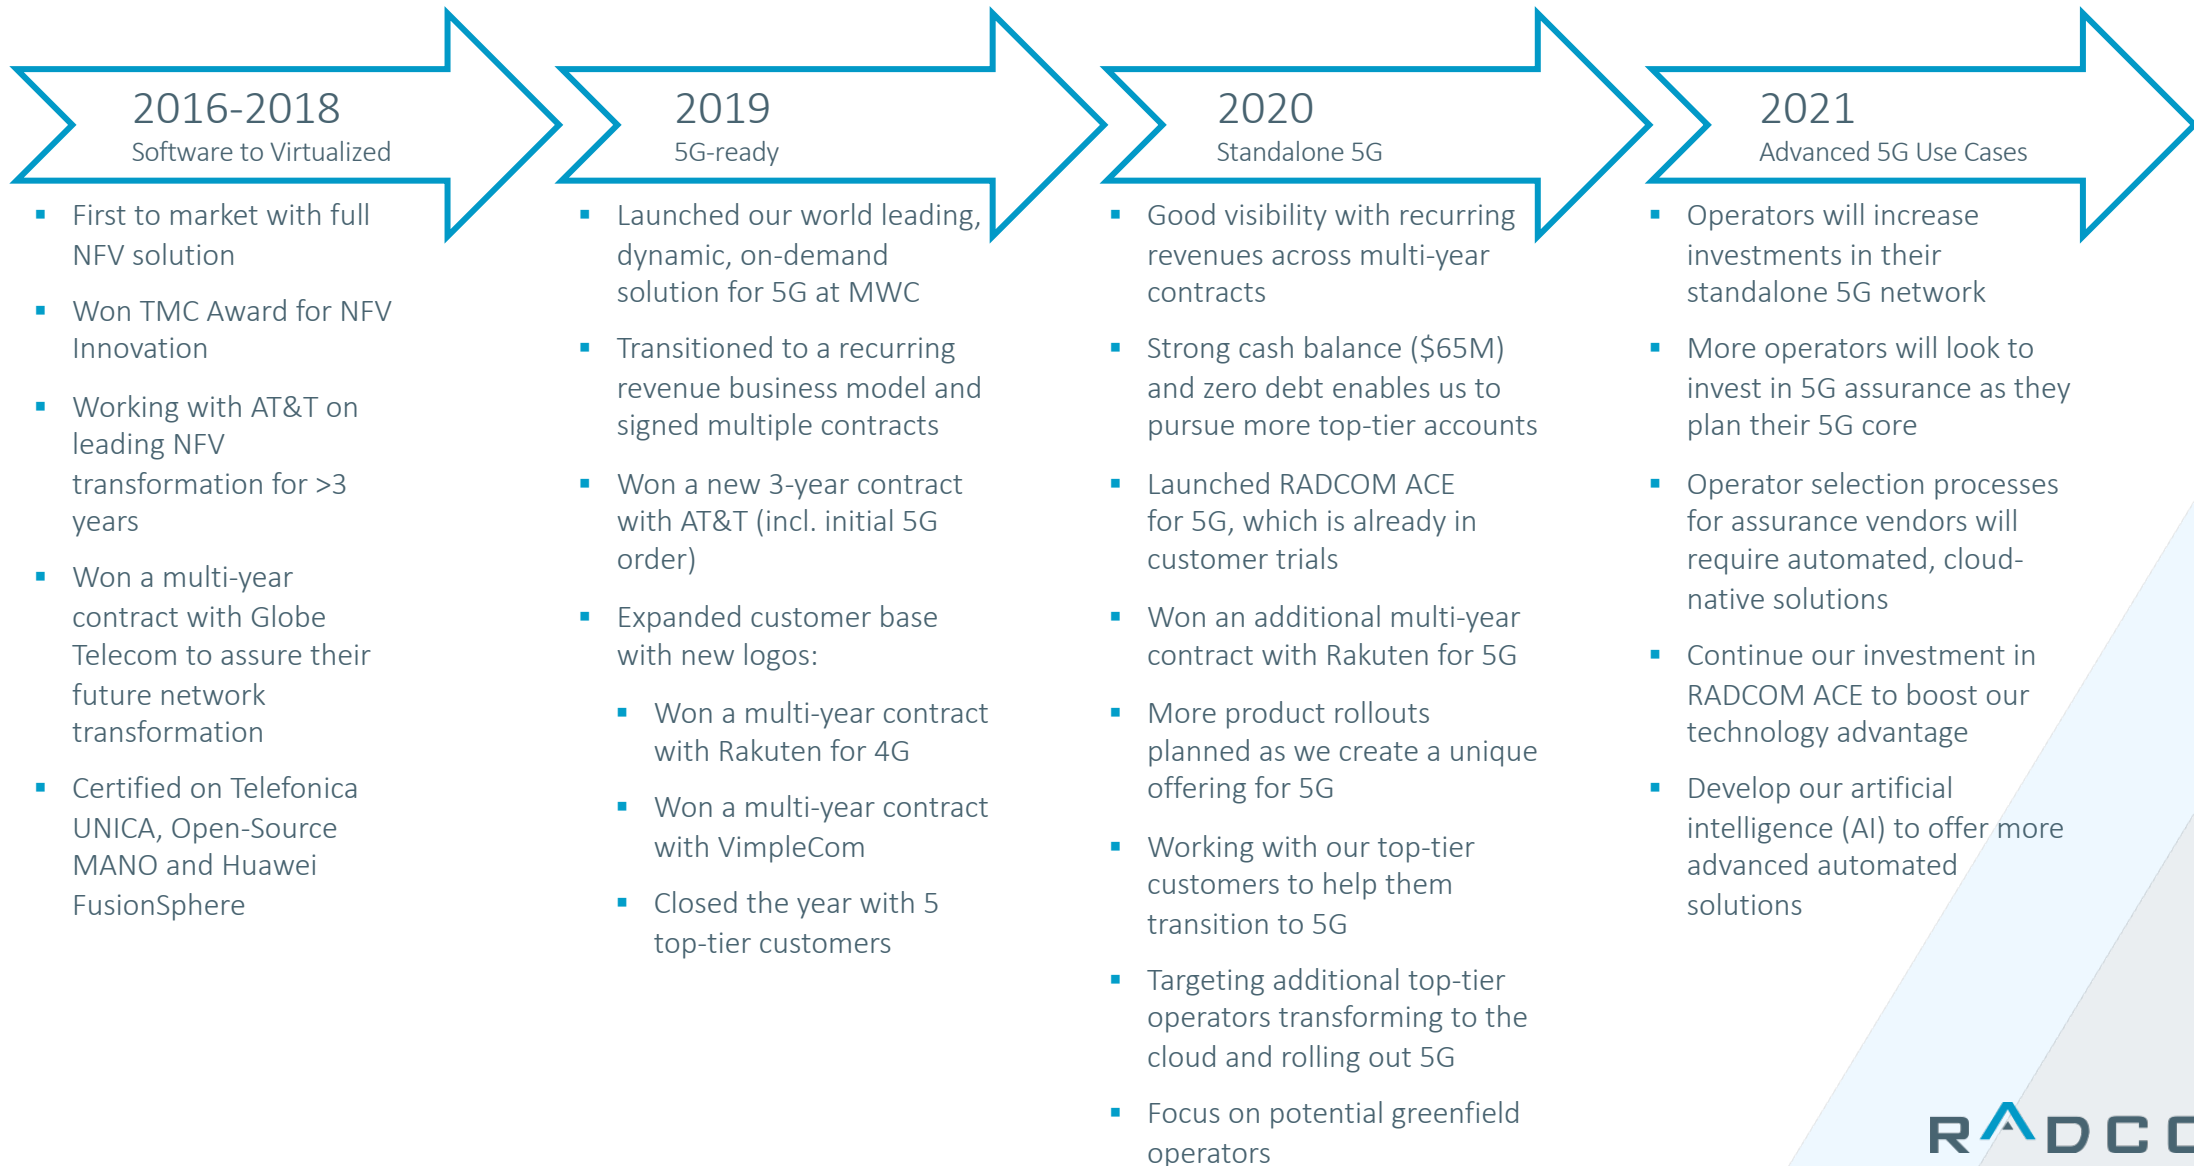 2016-2018
Software to Virtualized
▪ First to market with full
NFV solution
▪ Won TMC Award for NFV
Innovation
▪ Working with AT&T on
leading NFV
transformation for >3
years
▪ Won a multi-year
contract with Globe
Telecom to assure their
future network
transformation
▪ Certified on Telefonica
UNICA, Open-Source
MANO and Huawei
FusionSphere
2019
5G-ready
▪ Launched our world leading,
dynamic, on-demand
solution for 5G at MWC
▪ Transitioned to a recurring
revenue business model and
signed multiple contracts
▪ Won a new 3-year contract
with AT&T (incl. initial 5G
order)
▪ Expanded customer base
with new logos:
▪ Won a multi-year contract
with Rakuten for 4G
▪ Won a multi-year contract
with VimpleCom
▪ Closed the year with 5
top-tier customers
2020
Standalone 5G
▪ Good visibility with recurring
revenues across multi-year
contracts
▪ Strong cash balance ($65M)
and zero debt enables us to
pursue more top-tier accounts
▪ Launched RADCOM ACE
for 5G, which is already in
customer trials
▪ Won an additional multi-year
contract with Rakuten for 5G
▪ More product rollouts
planned as we create a unique
offering for 5G
▪ Working with our top-tier
customers to help them
transition to 5G
▪ Targeting additional top-tier
operators transforming to the
cloud and rolling out 5G
▪ Focus on potential greenfield
operators
2021
Advanced 5G Use Cases
▪ Operators will increase
investments in their
standalone 5G network
▪ More operators will look to
invest in 5G assurance as they
plan their 5G core
▪ Operator selection processes
for assurance vendors will
require automated, cloud-
native solutions
▪ Continue our investment in
RADCOM ACE to boost our
technology advantage
▪ Develop our artificial
intelligence (AI) to offer more
advanced automated
solutions
RADCO